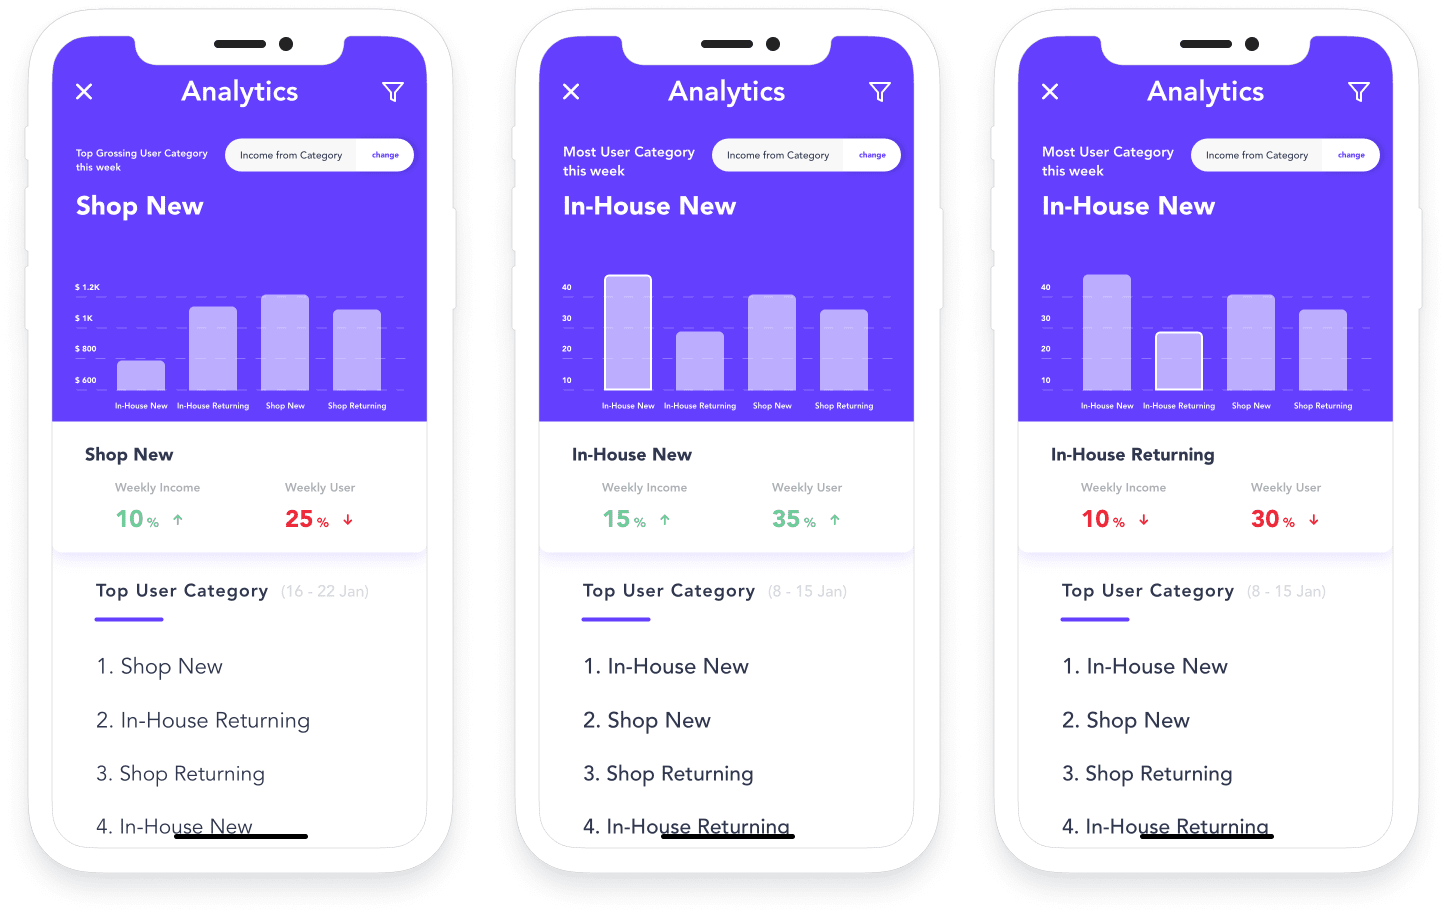 Analytics
Top Grossing User Category
this week
Income from Category change
Shop New
$ 1.2K
$ 1K
$ 800
$ 600
In-House New In-House Returning Shop New Shop Returning
Shop New
Weekly Income Weekly User
10 % ↑ 25 % ↓
Top User Category (16 - 22 Jan)
1. Shop New
2. In-House Returning
3. Shop Returning
4. In-House New
Analytics
Most User Category
this week
Income from Category change
In-House New
40
30
20
10
In-House New In-House Returning Shop New Shop Returning
In-House New
Weekly Income Weekly User
15 % ↑ 35 % ↑
Top User Category (8 - 15 Jan)
1. In-House New
2. Shop New
3. Shop Returning
4. In-House Returning
Analytics
Most User Category
this week
Income from Category change
In-House New
40
30
20
10
In-House New In-House Returning Shop New Shop Returning
In-House Returning
Weekly Income Weekly User
10 % ↓ 30 % ↓
Top User Category (8 - 15 Jan)
1. In-House New
2. Shop New
3. Shop Returning
4. In-House Returning